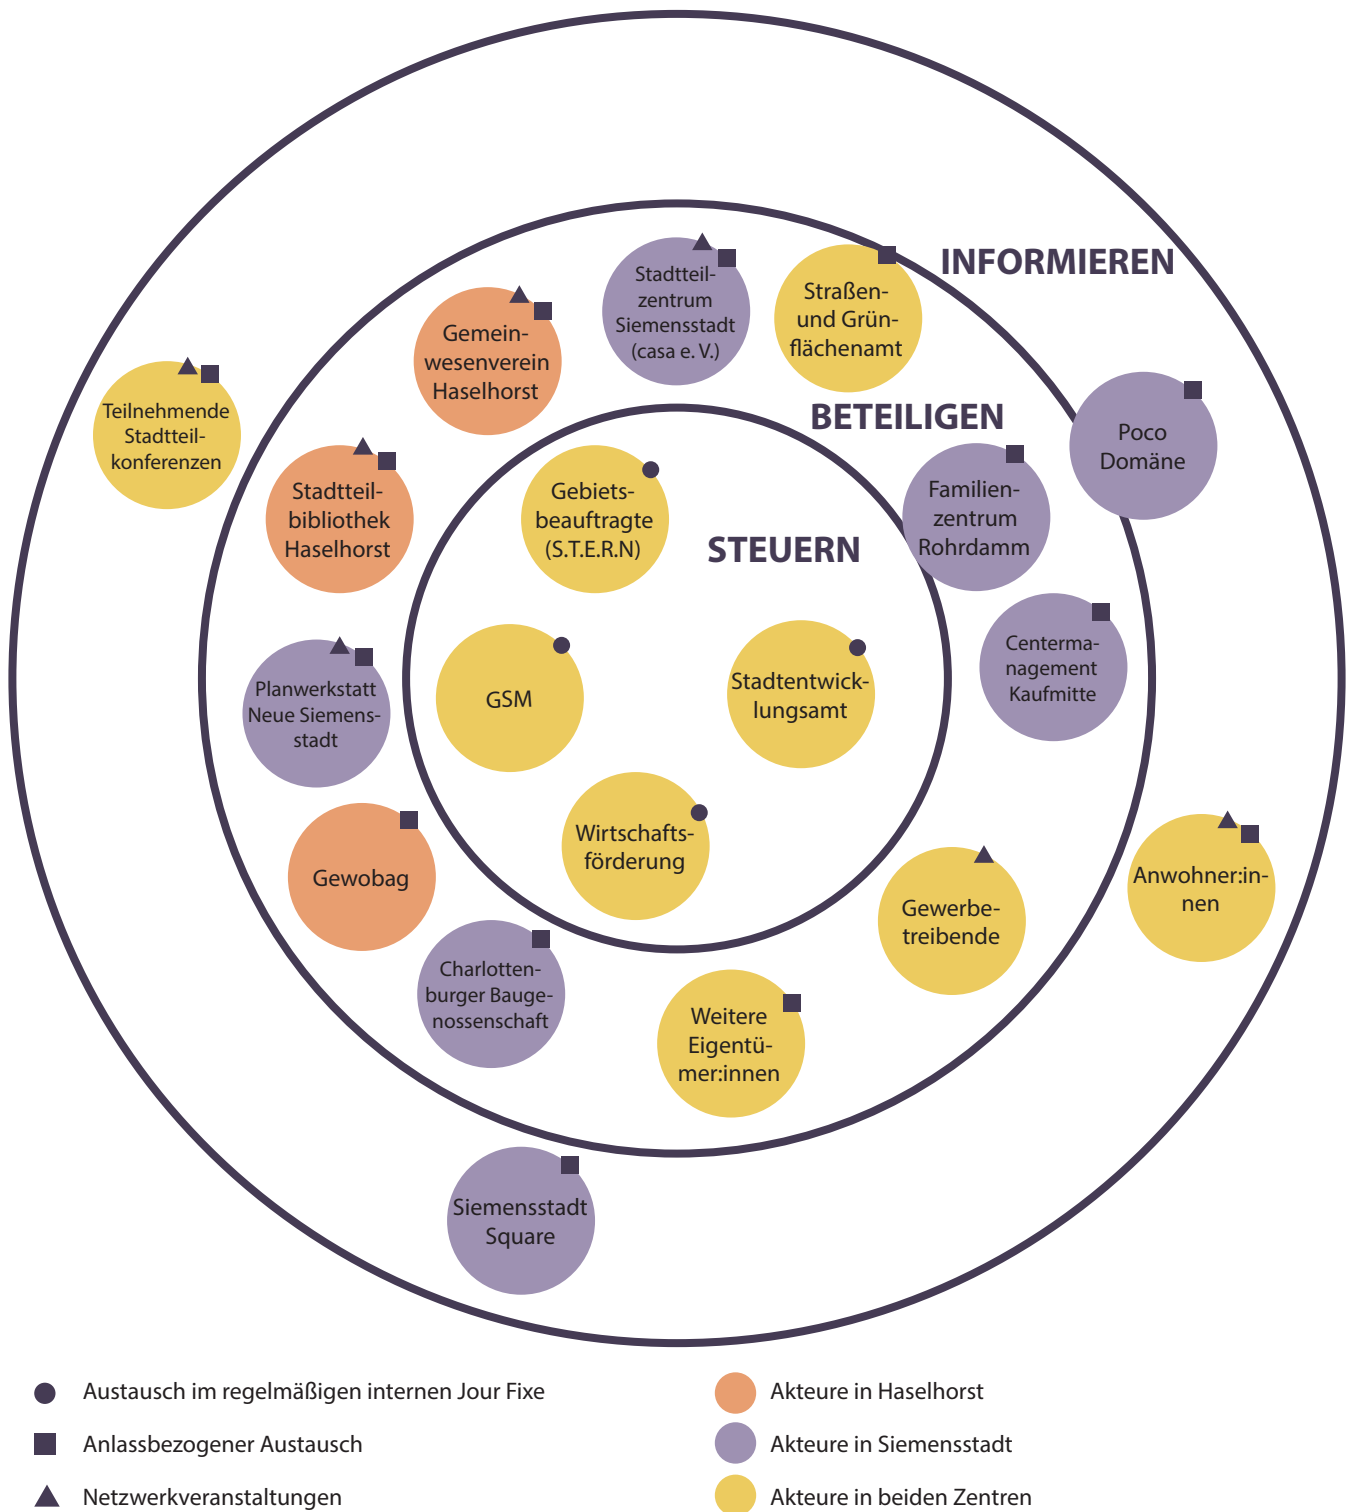 INFORMIEREN
Stadtteil-
zentrum
Siemensstadt
(casa e. V.)
Straßen-
und Grün-
flächenamt
Gemein-
wesenverein
Haselhorst
BETEILIGEN
Teilnehmende
Stadtteil-
konferenzen
Poco
Domäne
Stadtteil-
bibliothek
Haselhorst
Gebiets-
beauftragte
(S.T.E.R.N)
Familien-
zentrum
Rohrdamm
STEUERN
Centerma-
nagement
Kaufmitte
Planwerkstatt
Neue Siemens-
stadt
GSM
Stadtentwick-
lungsamt
Wirtschafts-
förderung
Gewobag
Gewerbe-
treibende
Anwohner:in-
nen
Charlotten-
burger Bauge-
nossenschaft
Weitere
Eigentü-
mer:innen
Siemensstadt
Square
Austausch im regelmäßigen internen Jour Fixe
Anlassbezogener Austausch
Netzwerkveranstaltungen
Akteure in Haselhorst
Akteure in Siemensstadt
Akteure in beiden Zentren